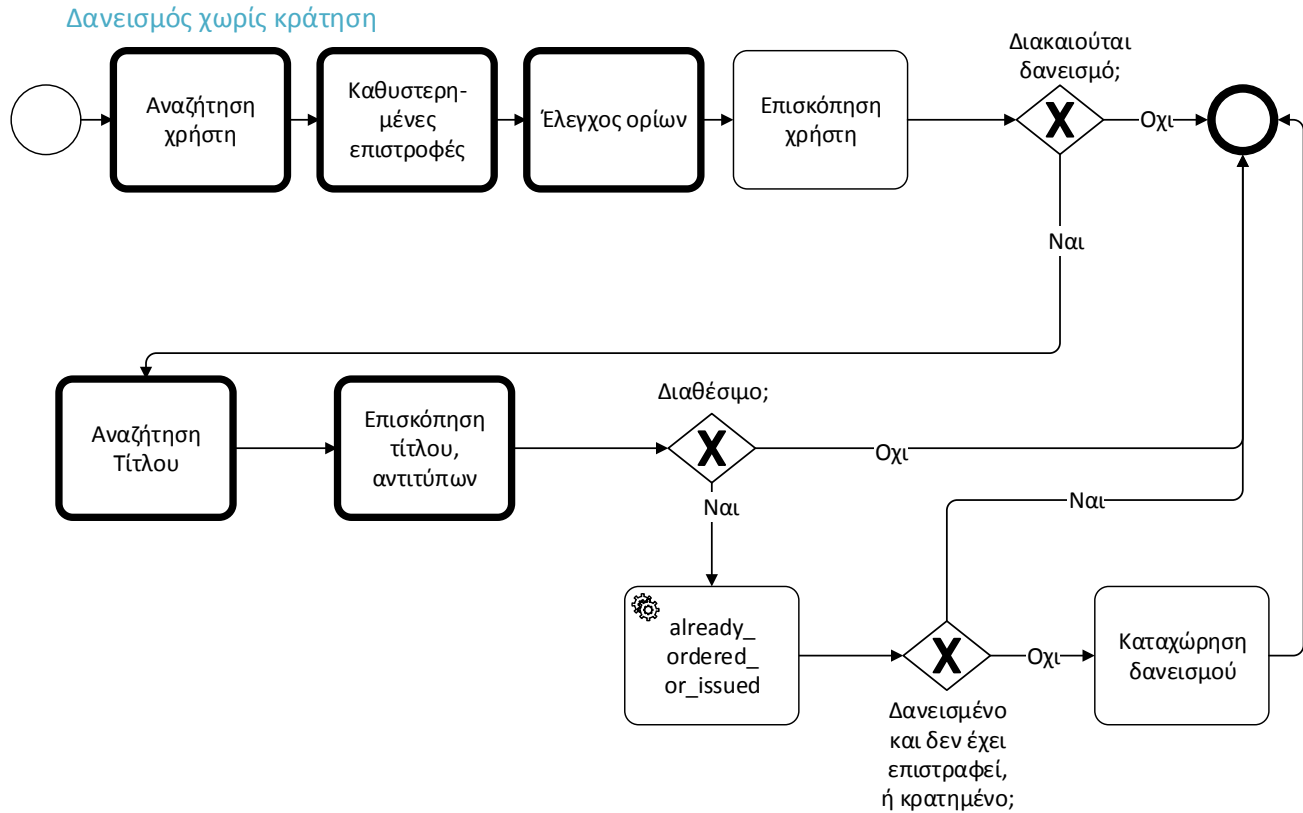 Δανεισμός χωρίς κράτηση
Αναζήτηση
χρήστη
Καθυστερη-
μένες
επιστροφές
Έλεγχος ορίων
Επισκόπηση
χρήστη
Διακαιούται
δανεισμό;
X
Οχι
Ναι
Αναζήτηση
Τίτλου
Επισκόπηση
τίτλου,
αντιτύπων
Διαθέσιμο;
X
Οχι
Ναι
already_
ordered_
or_issued
X
Ναι
Οχι
Δανεισμένο
και δεν έχει
επιστραφεί,
ή κρατημένο;
Καταχώρηση
δανεισμού